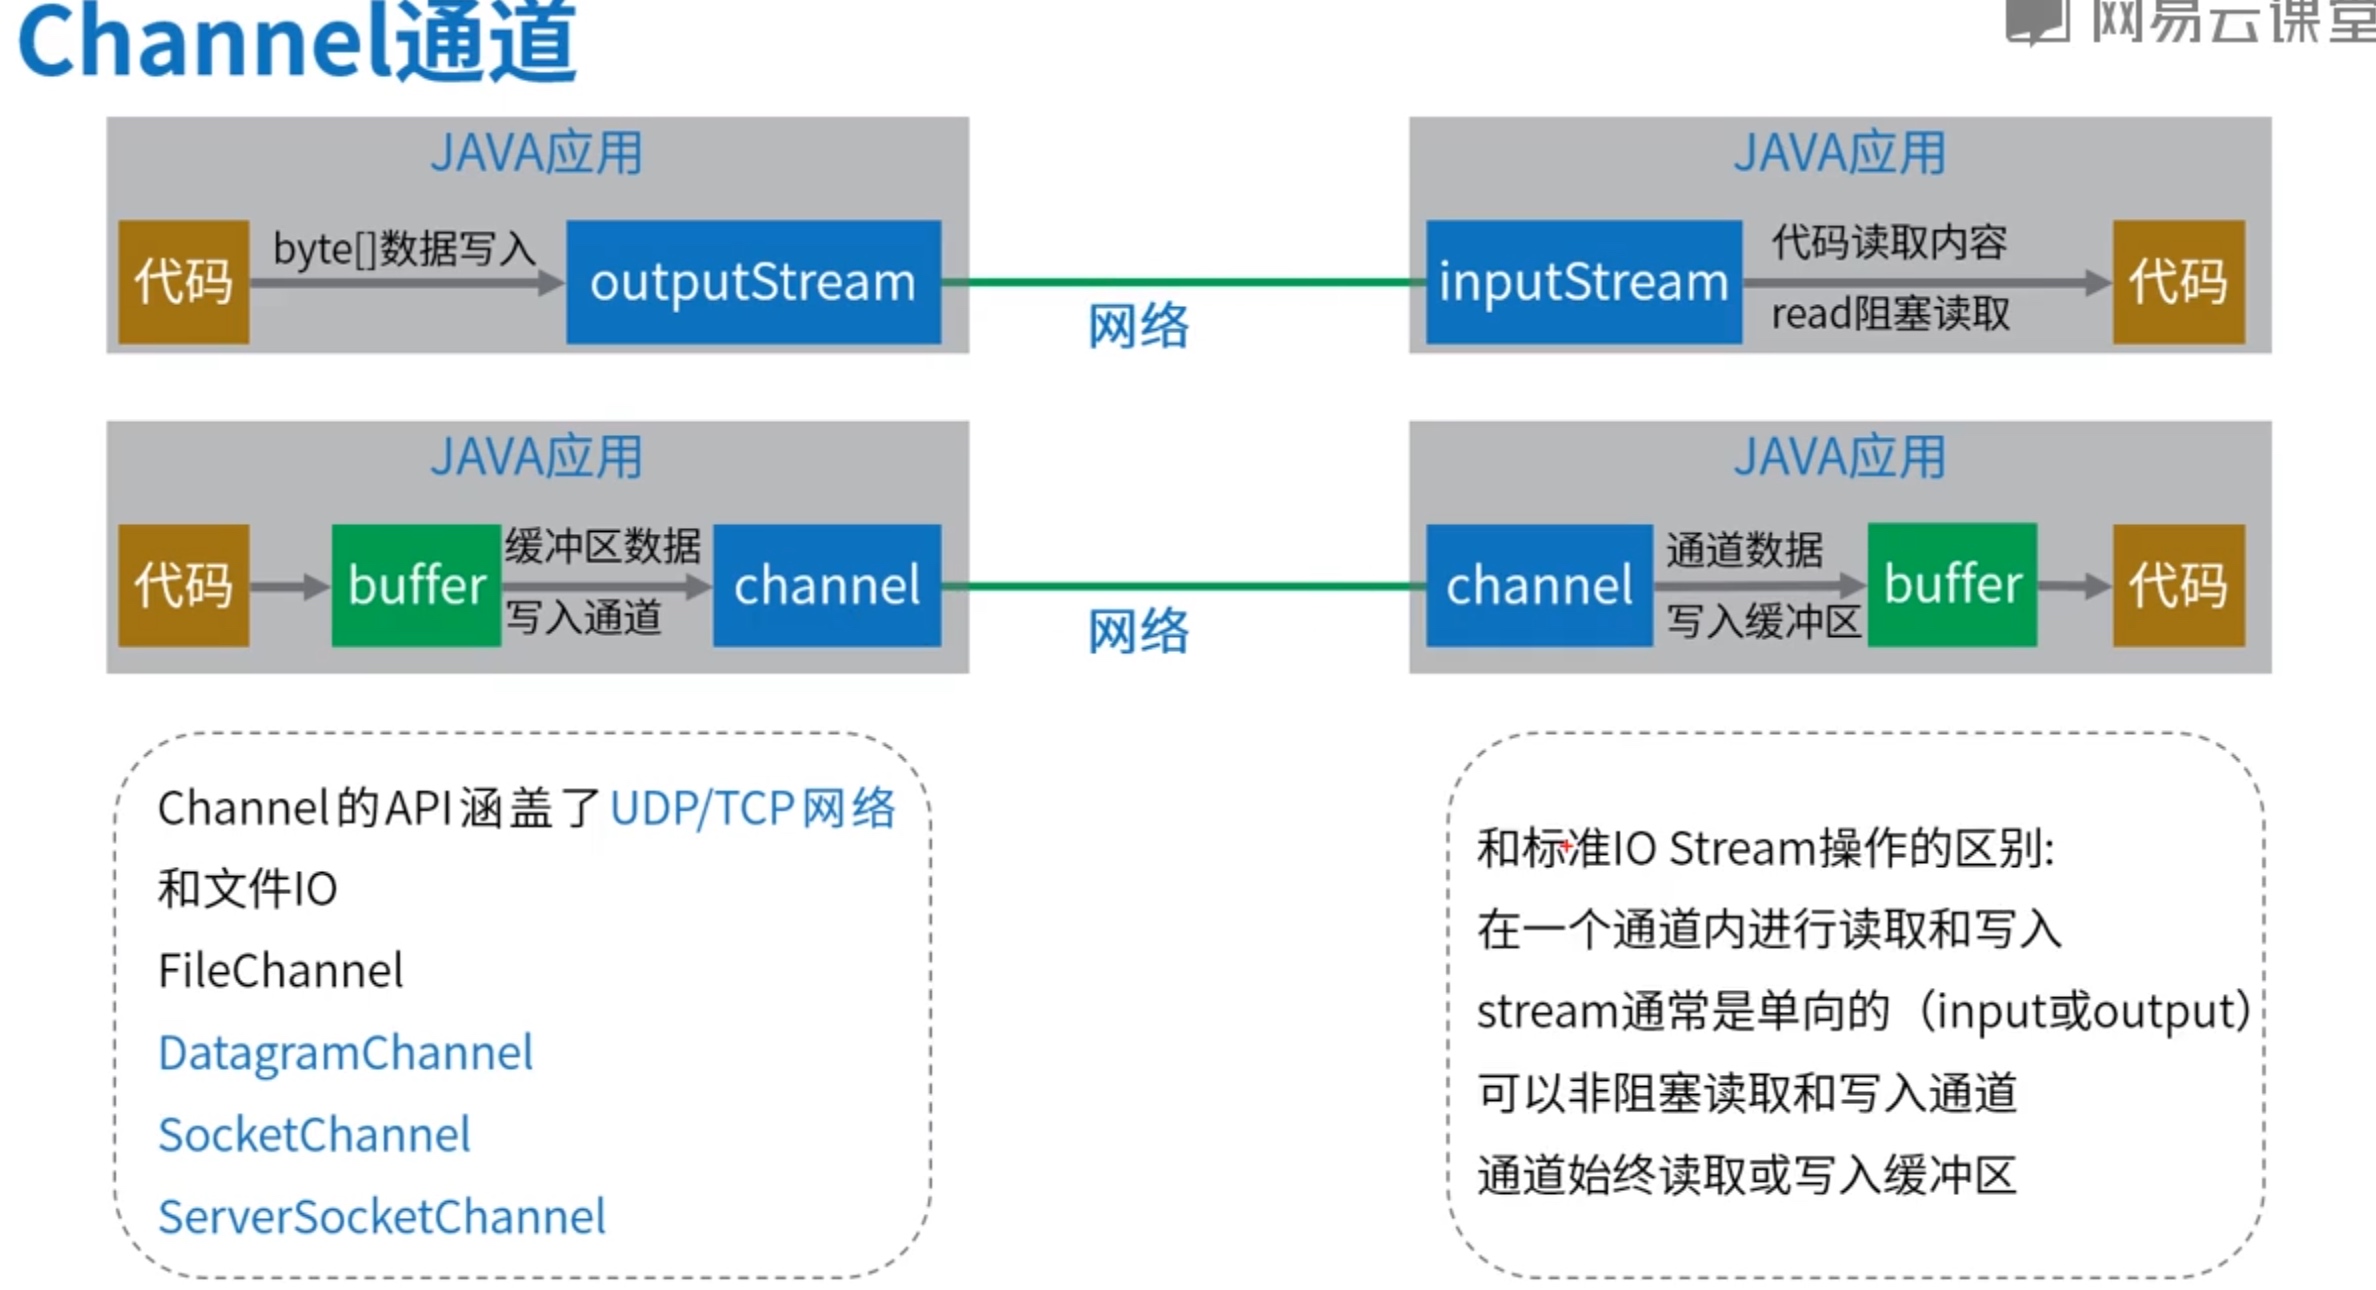 Channel通道
网易云课堂
JAVA应用
代码
byte[]数据写入
outputStream
网络
JAVA应用
inputStream
代码读取内容
read阻塞读取
代码
JAVA应用
代码
buffer
缓冲区数据
写入通道
channel
网络
JAVA应用
channel
通道数据
写入缓冲区
buffer
代码
Channel的API涵盖了UDP/TCP网络
和文件IO
FileChannel
DatagramChannel
SocketChannel
ServerSocketChannel
和标准IO Stream操作的区别:
在一个通道内进行读取和写入
stream通常是单向的（input或output）
可以非阻塞读取和写入通道
通道始终读取或写入缓冲区